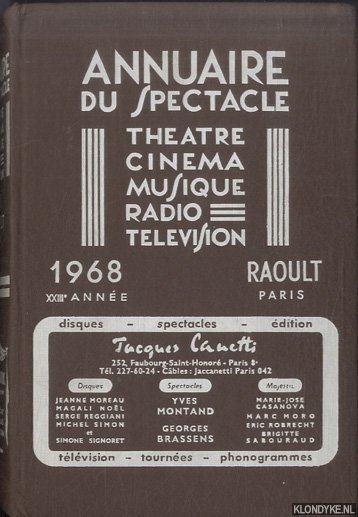 ANNUAIRE
DU SPECTACLE
THEATRE
CINEMA
MUSIQUE
RADIO
TELEVISION
1968
XXIIIe ANNÉE
RAOULT
PARIS
disques - spectacles - édition
Jacques Canetti
252, Faubourg-Saint-Honoré - Paris 8e
Tél. 227-60-24 - Câbles : Jaccanetti Paris 042
Disques
JEANNE MOREAU
MAGALI NOËL
SERGE REGGIANI
MICHEL SIMON
et
SIMONE SIGNORET
Spectacles
YVES
MONTAND
GEORGES
BRASSENS
MARIE-JOSE
CASANOVA
MARC MORO
ERIC ROBRECHT
BRIGITTE
SABOURAUD
télévision - tournées - phonogrammes
KLONDYKE.NL